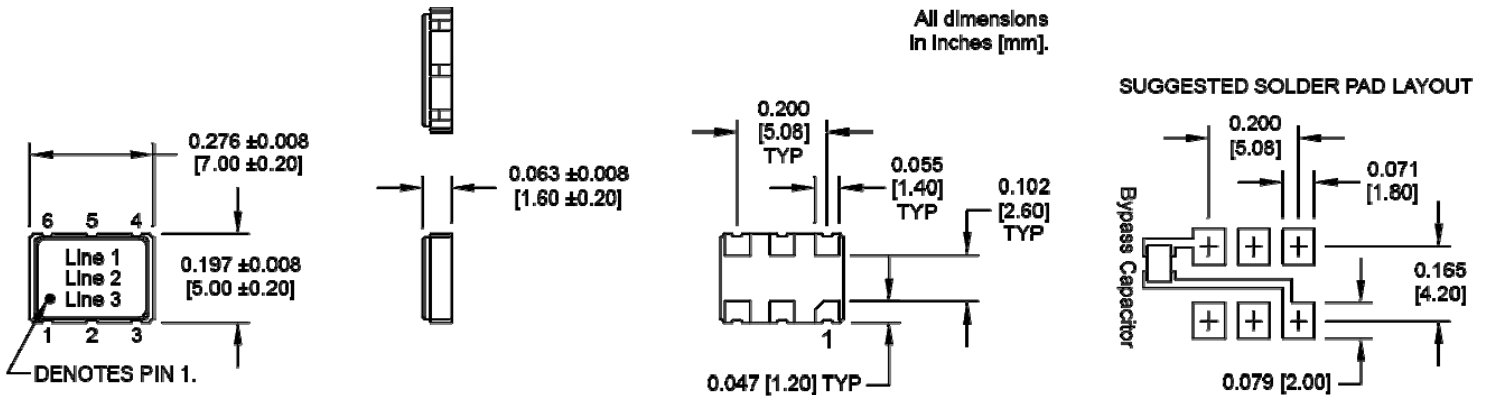 All dimensions
in inches [mm].
SUGGESTED SOLDER PAD LAYOUT
0.276 ±0.008
[7.00 ±0.20]
6 5 4
Line 1
Line 2
Line 3
1 2 3
0.197 ±0.008
[5.00 ±0.20]
DENOTES PIN 1.
0.063 ±0.008
[1.60 ±0.20]
0.200
[5.08]
TYP
0.055
[1.40]
TYP
0.102
[2.60]
TYP
1
0.047 [1.20] TYP
0.200
[5.08]
0.071
[1.80]
Bypass Capacitor
0.165
[4.20]
0.079 [2.00]